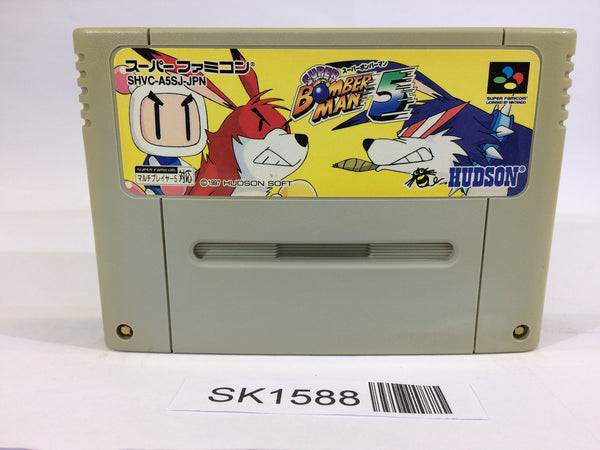 スーパーファミコン®
SHVC-A5SJ-JPN
SUPER FAMICOM
マルチプレイヤー5 対応
©1997 HUDSON SOFT
スーパーボンバーマン
SUPER
BOMBER
MAN 5
SUPER FAMICOM
LICENSED BY NINTENDO
HUDSON®
SK1588